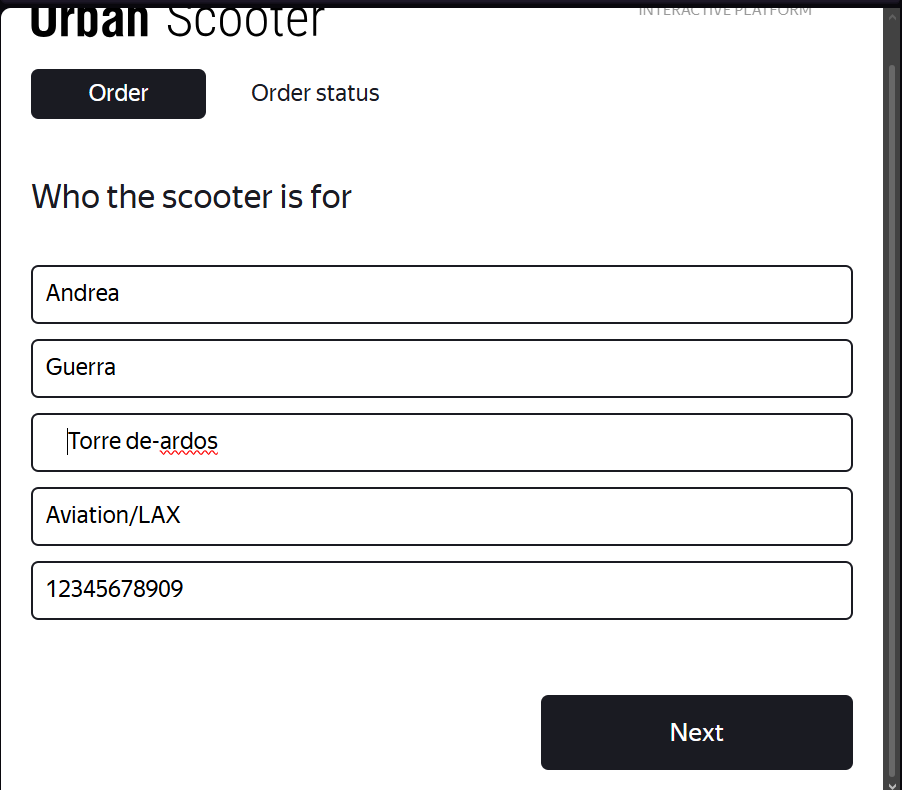 Urban Scooter
INTERACTIVE PLATFORM
Order
Order status
Who the scooter is for
Andrea
Guerra
Torre de-ardos
Aviation/LAX
12345678909
Next